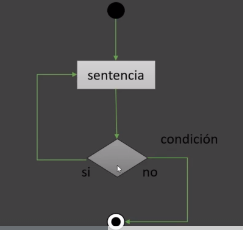 sentencia
condición
si no